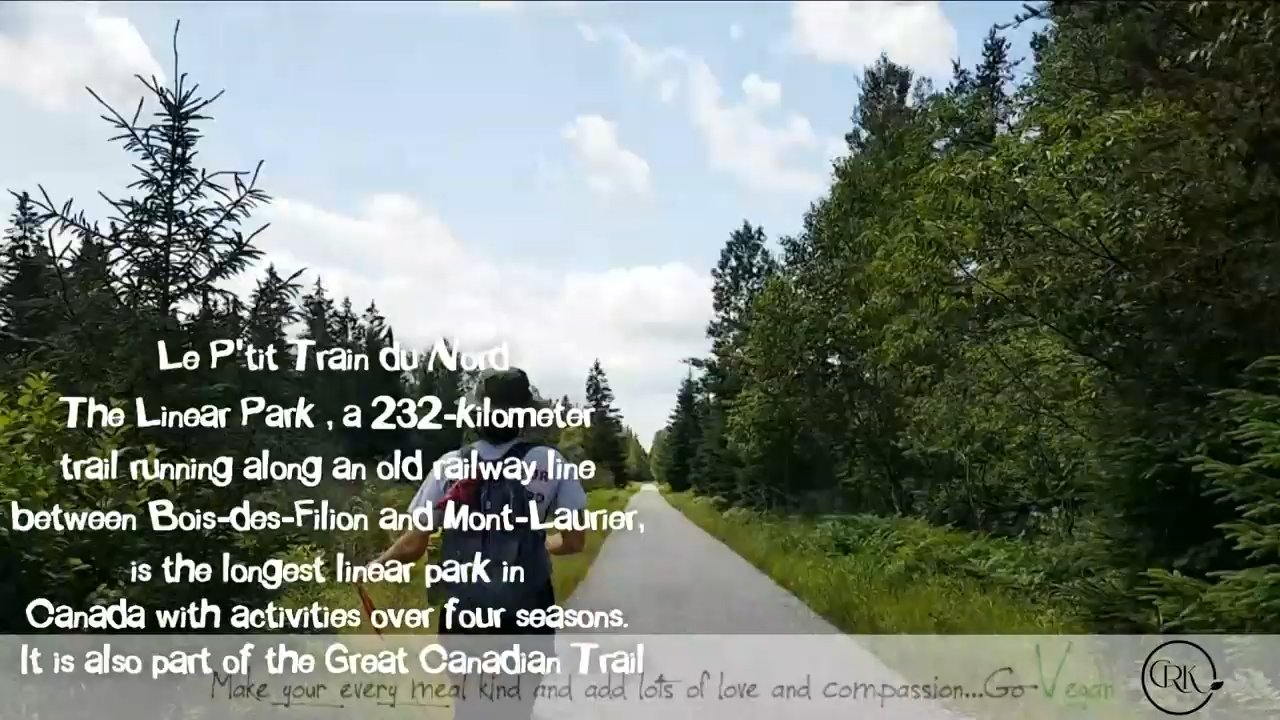 Le P'tit Train du Nord
The Linear Park , a 232-kilometer
trail running along an old railway line
between Bois-des-Filion and Mont-Laurier,
is the longest linear park in
Canada with activities over four seasons.
It is also part of the Great Canadian Trail
Make your every meal kind and add lots of love and compassion...Go Vegan
CRK